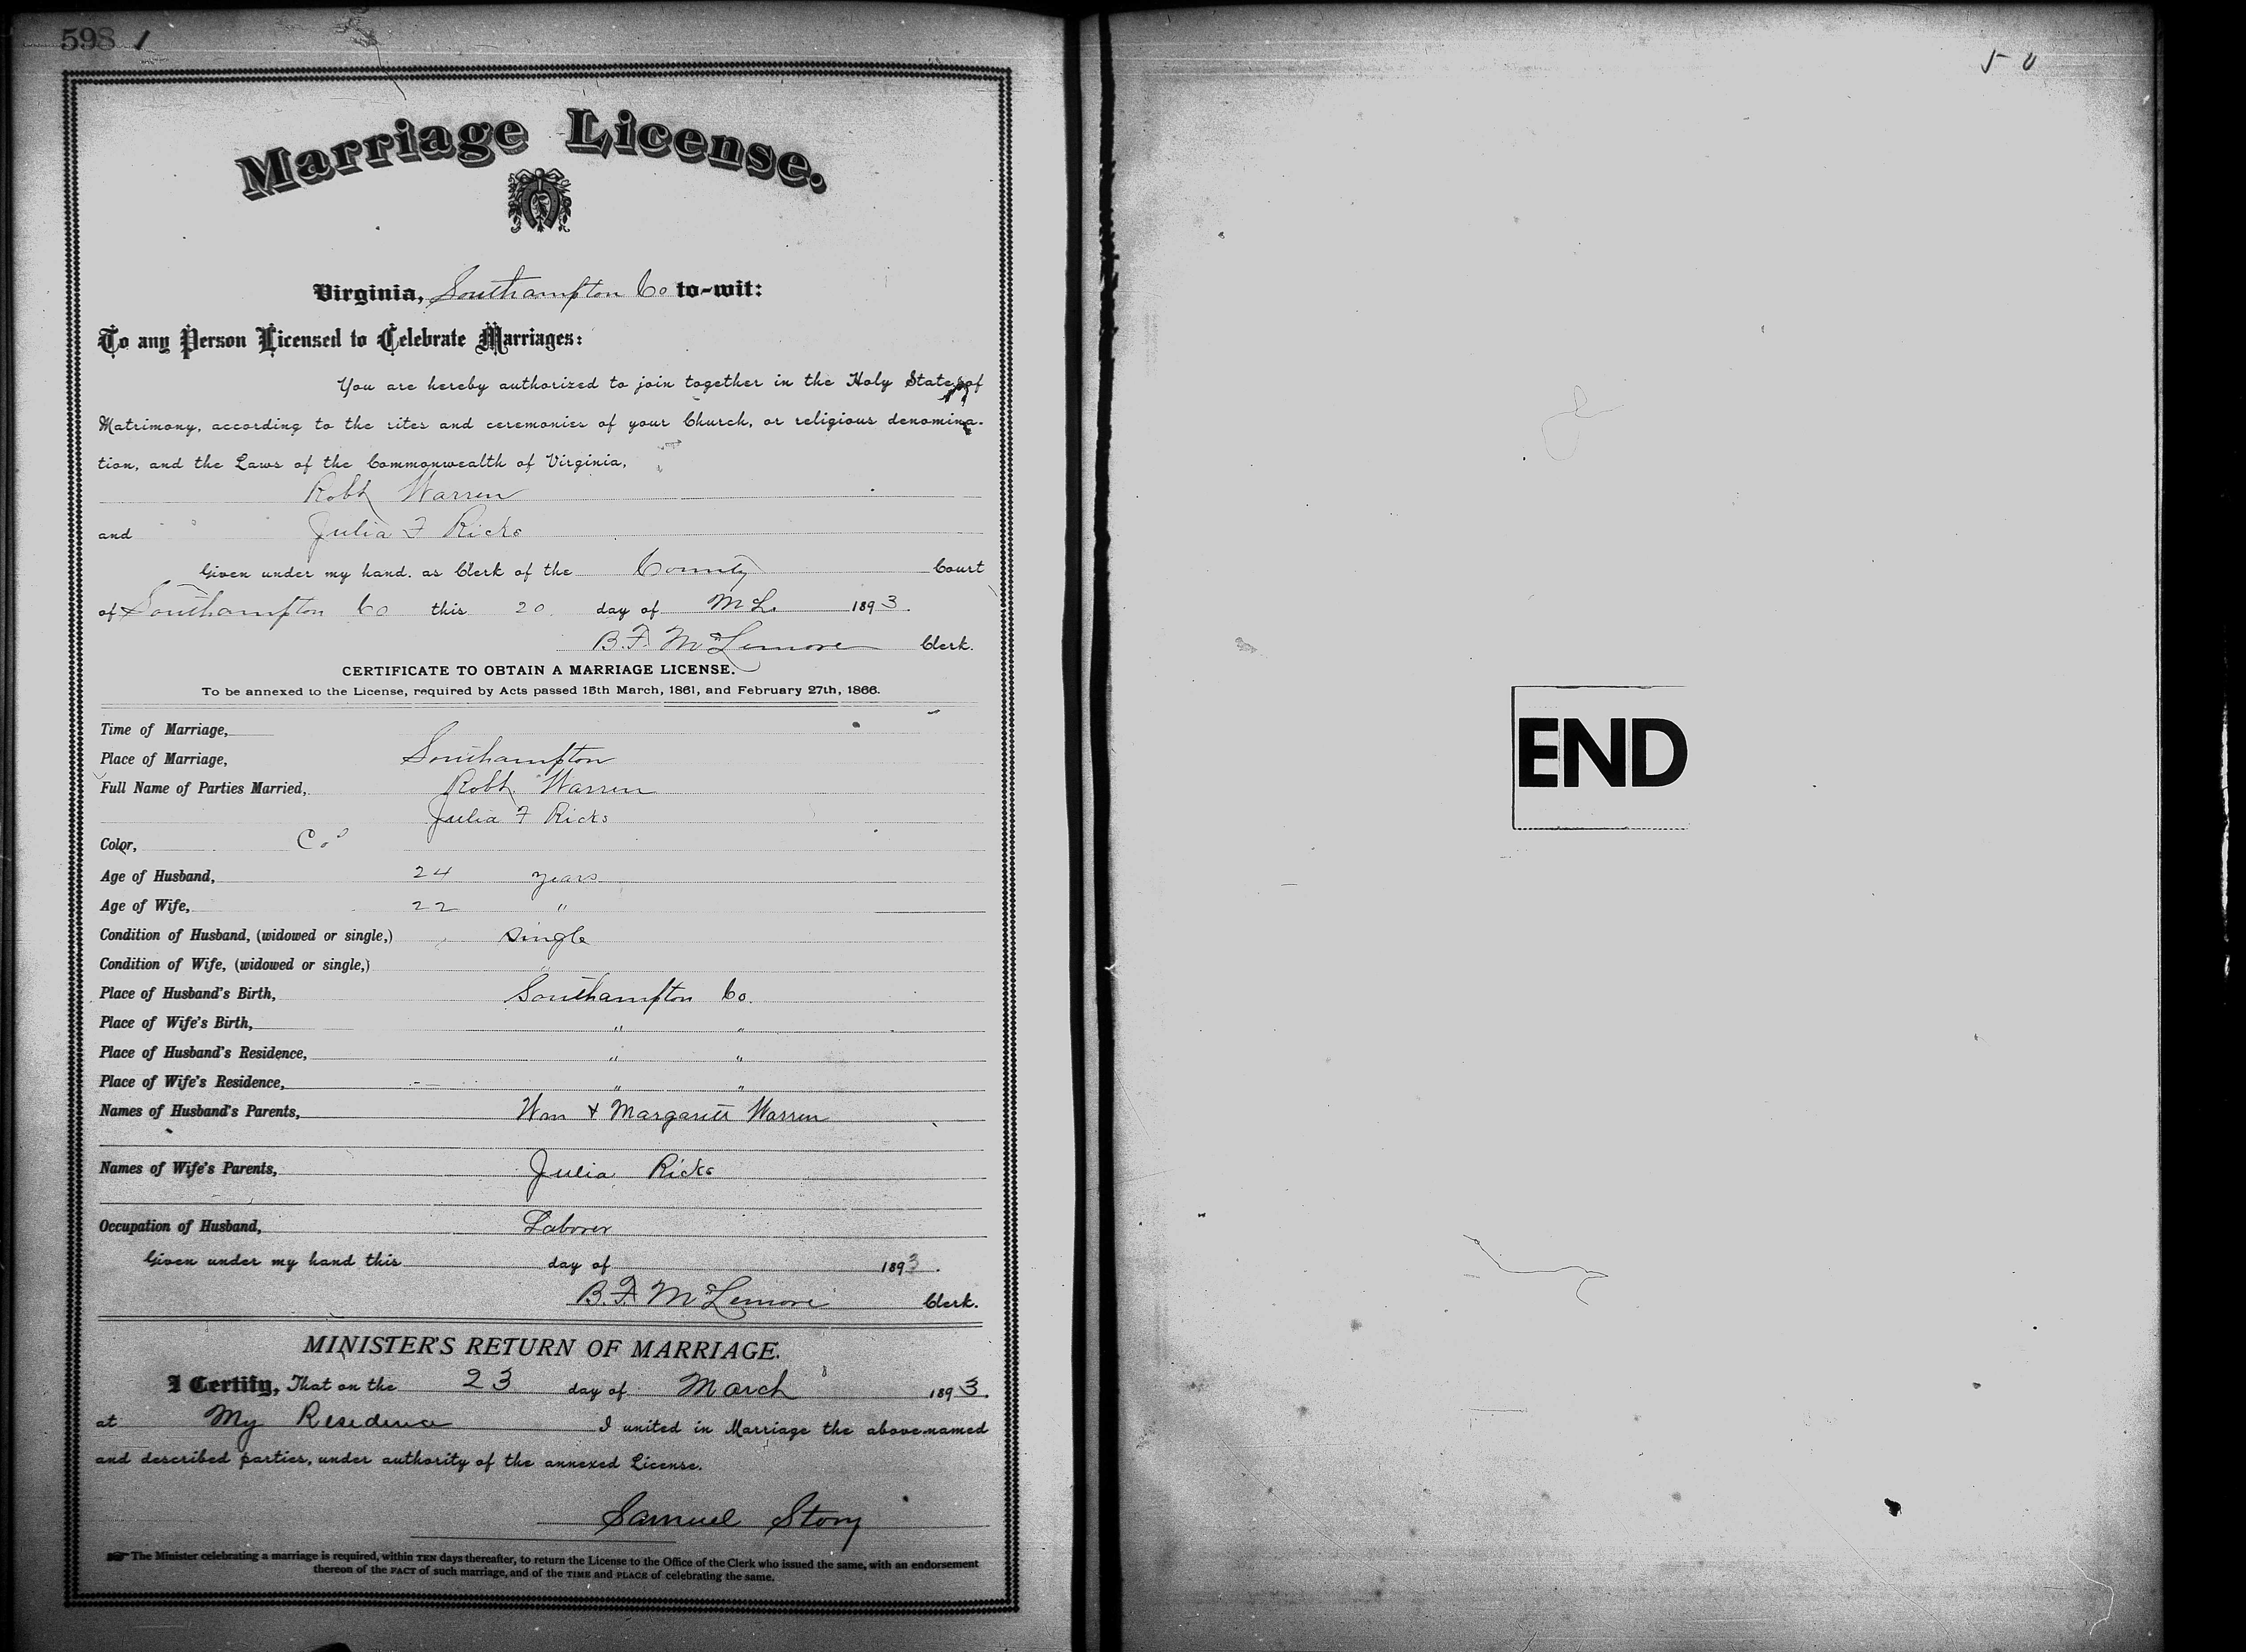 598 1
Marriage License.
Virginia, Southampton Co to-wit:
To any Person Licensed to Celebrate Marriages:
You are hereby authorized to join together in the Holy State of
Matrimony, according to the rites and ceremonies of your Church, or religious denomina-
tion, and the Laws of the Commonwealth of Virginia,
Robt Warren
and Julia F Ricks
Given under my hand, as Clerk of the County Court
of Southampton Co this 20 day of Mch 1893.
B. F. McLemore Clerk.
CERTIFICATE TO OBTAIN A MARRIAGE LICENSE.
To be annexed to the License, required by Acts passed 15th March, 1861, and February 27th, 1866.
Time of Marriage,
Place of Marriage, Southampton
Full Name of Parties Married, Robt. Warren
Julia F Ricks
Color, Cod
Age of Husband, 24 years
Age of Wife, 22 "
Condition of Husband, (widowed or single,) single
Condition of Wife, (widowed or single,) "
Place of Husband's Birth, Southampton Co.
Place of Wife's Birth, " "
Place of Husband's Residence, " "
Place of Wife's Residence, " "
Names of Husband's Parents, Wm & Margaret Warren
Names of Wife's Parents, Julia Ricks
Occupation of Husband, Laborer
Given under my hand this day of 1893.
B. F. McLemore Clerk.
MINISTER'S RETURN OF MARRIAGE.
I Certify, That on the 23 day of March 1893.
at My Residence I united in Marriage the above-named
and described parties, under authority of the annexed License.
Samuel Story
The Minister celebrating a marriage is required, within TEN days thereafter, to return the License to the Office of the Clerk who issued the same, with an endorsement
thereon of the FACT of such marriage, and of the TIME and PLACE of celebrating the same.
END